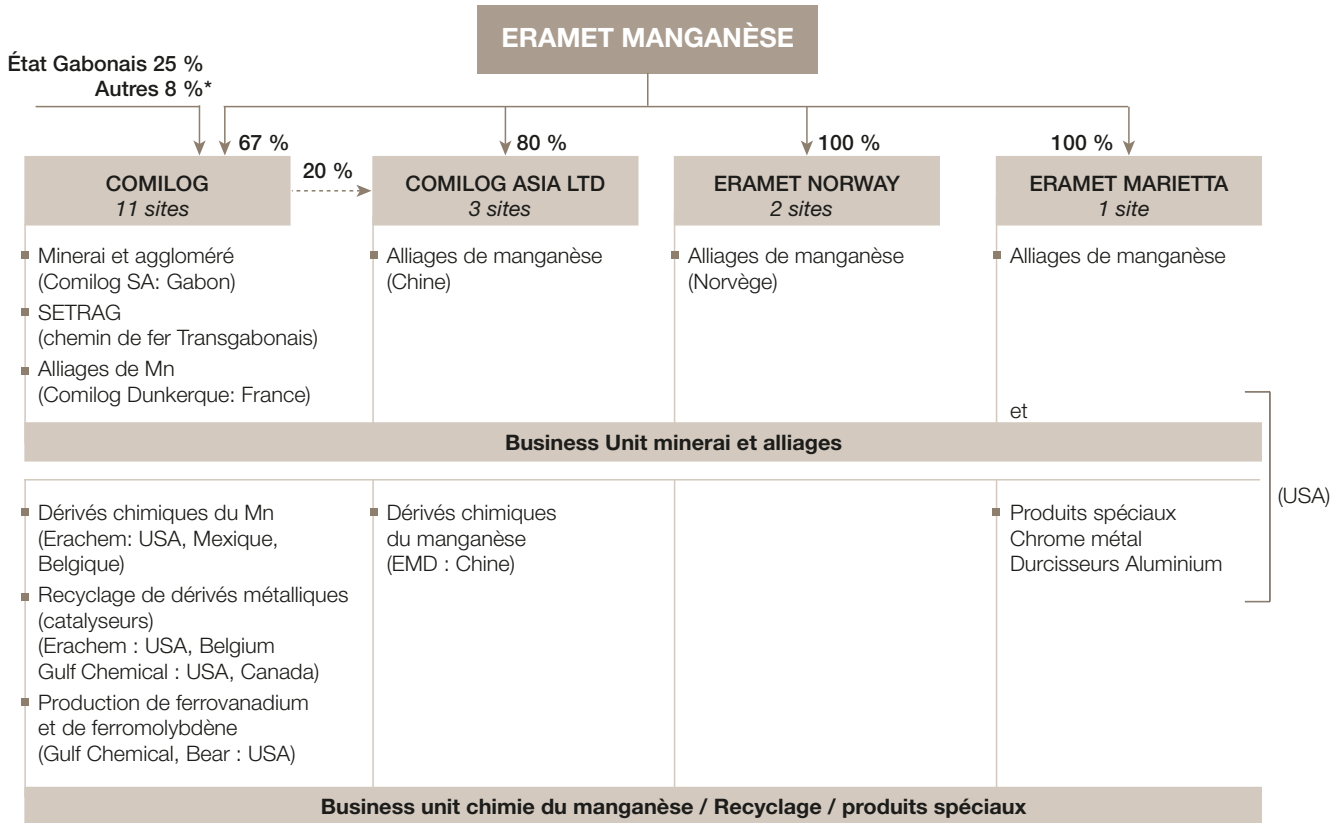 ERAMET MANGANÈSE
État Gabonais 25 %
Autres 8 %*
67 %
20 %
80 %
100 %
100 %
COMILOG
11 sites
COMILOG ASIA LTD
3 sites
ERAMET NORWAY
2 sites
ERAMET MARIETTA
1 site
Minerai et aggloméré
(Comilog SA: Gabon)
SETRAG
(chemin de fer Transgabonais)
Alliages de Mn
(Comilog Dunkerque: France)
Alliages de manganèse
(Chine)
Alliages de manganèse
(Norvège)
Alliages de manganèse
et
Business Unit minerai et alliages
(USA)
Dérivés chimiques du Mn
(Erachem: USA, Mexique,
Belgique)
Recyclage de dérivés métalliques
(catalyseurs)
(Erachem : USA, Belgium
Gulf Chemical : USA, Canada)
Production de ferrovanadium
et de ferromolybdène
(Gulf Chemical, Bear : USA)
Dérivés chimiques
du manganèse
(EMD : Chine)
Produits spéciaux
Chrome métal
Durcisseurs Aluminium
Business unit chimie du manganèse / Recyclage / produits spéciaux